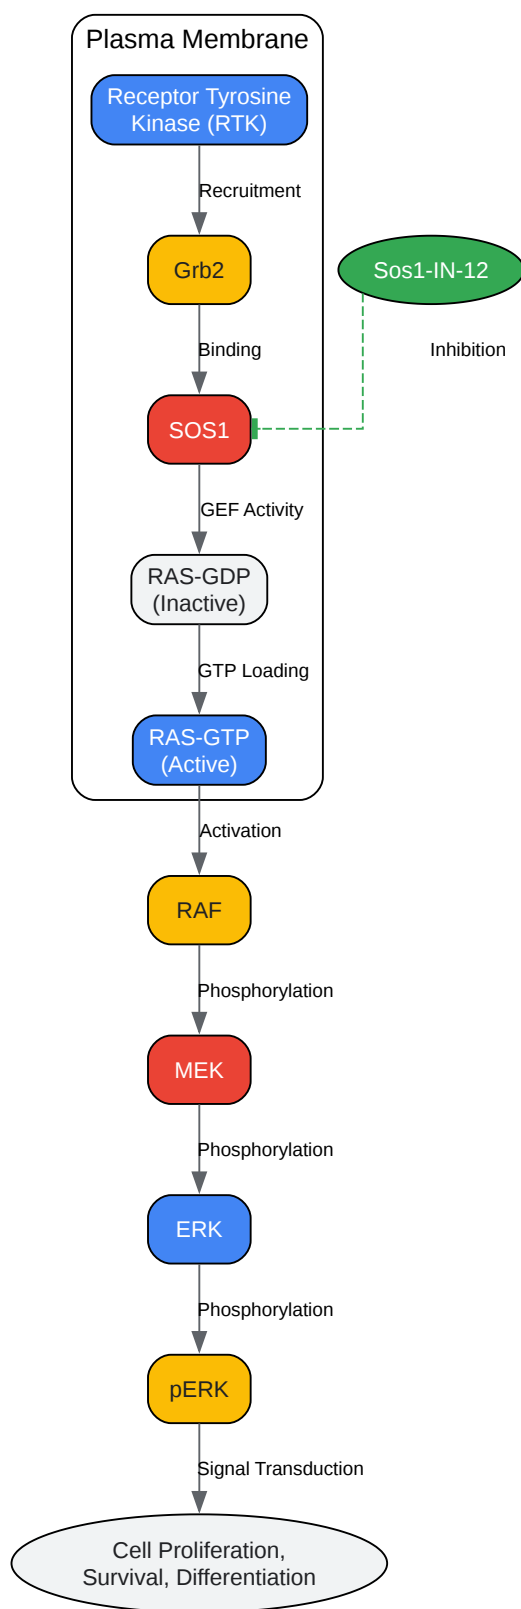 Plasma Membrane
Receptor Tyrosine
Kinase (RTK)
Recruitment
Grb2
Sos1-IN-12
Binding
Inhibition
SOS1
GEF Activity
RAS-GDP
(Inactive)
GTP Loading
RAS-GTP
(Active)
Activation
RAF
Phosphorylation
MEK
Phosphorylation
ERK
Phosphorylation
pERK
Signal Transduction
Cell Proliferation,
Survival, Differentiation